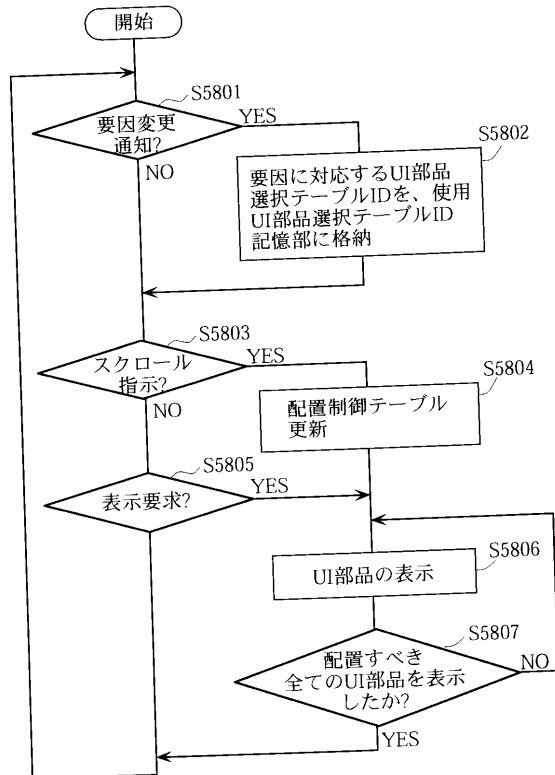 開始
S5801
要因変更
通知?
YES
NO
S5802
要因に対応するUI部品
選択テーブルIDを、使用
UI部品選択テーブルID
記憶部に格納
S5803
スクロール
指示?
YES
NO
S5804
配置制御テーブル
更新
S5805
表示要求?
YES
S5806
UI部品の表示
S5807
配置すべき
全てのUI部品を表示
したか?
NO
YES